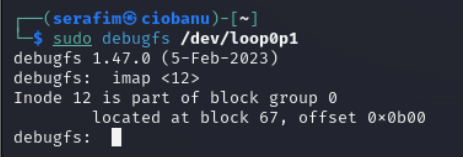 (serafim㉿ciobanu)-[~]
$ sudo debugfs /dev/loop0p1
debugfs 1.47.0 (5-Feb-2023)
debugfs:  imap <12>
Inode 12 is part of block group 0
        located at block 67, offset 0x0b00
debugfs: